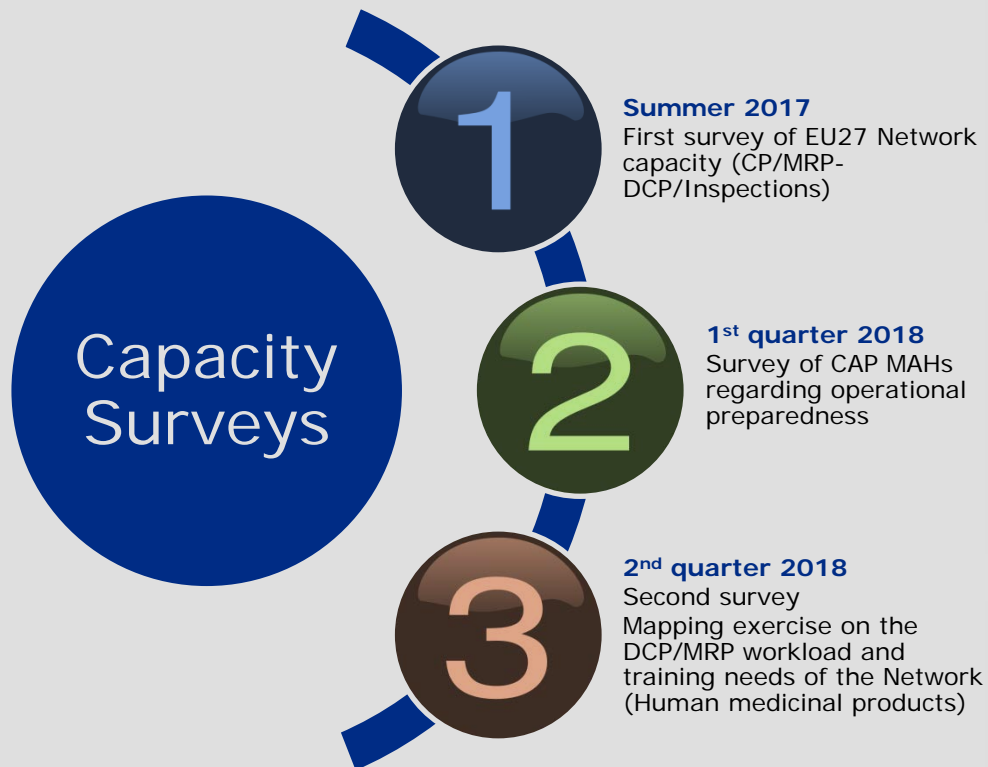 Capacity
Surveys
1
Summer 2017
First survey of EU27 Network
capacity (CP/MRP-
DCP/Inspections)
2
1st quarter 2018
Survey of CAP MAHs
regarding operational
preparedness
3
2nd quarter 2018
Second survey
Mapping exercise on the
DCP/MRP workload and
training needs of the Network
(Human medicinal products)